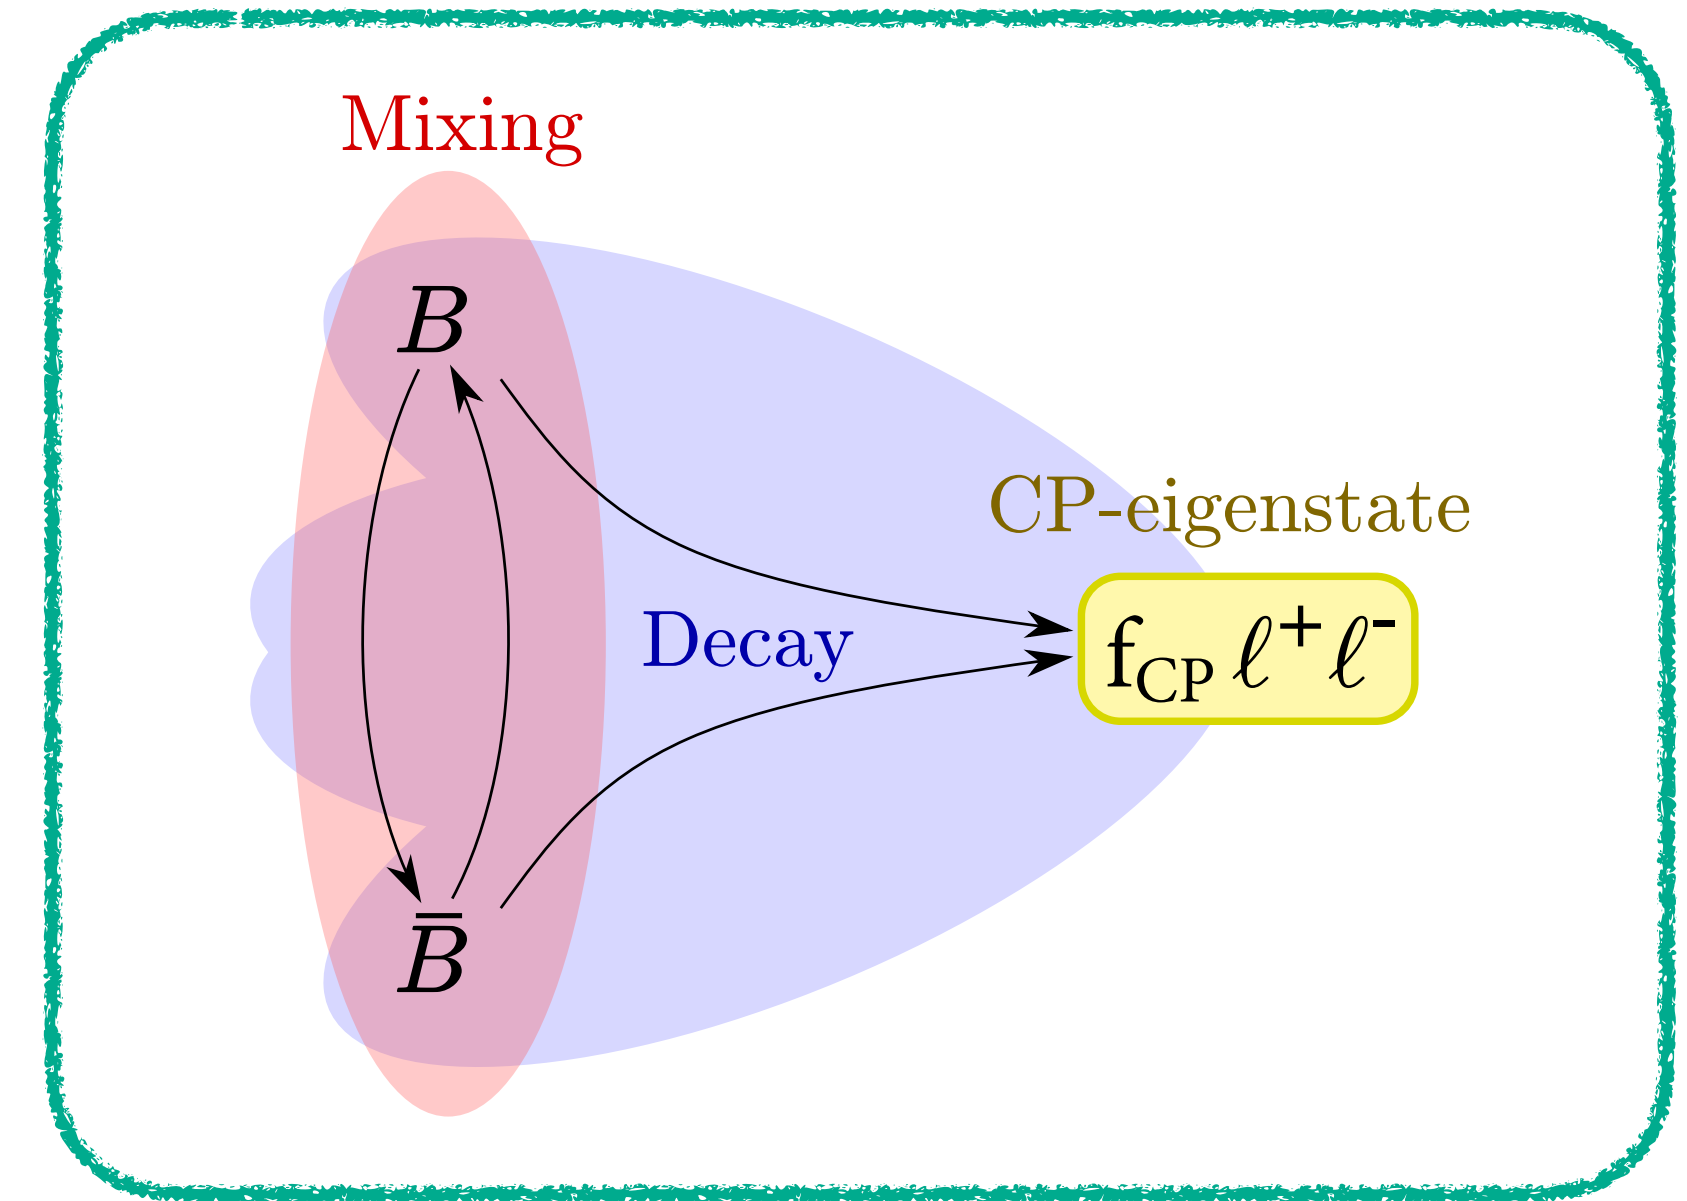 Mixing
B
CP-eigenstate
Decay
f_CP ℓ⁺ℓ⁻
B̄